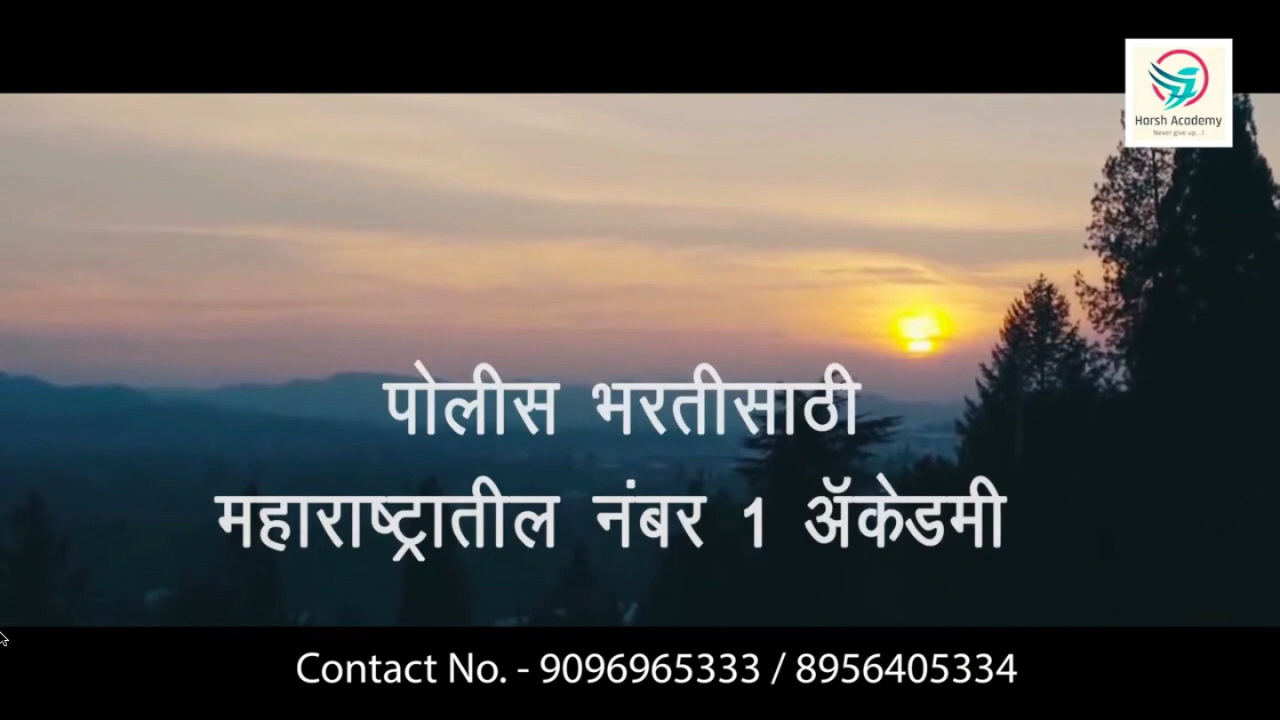 Harsh Academy
Never give up...!
पोलीस भरतीसाठी
महाराष्ट्रातील नंबर 1 ॲकेडमी
Contact No. - 9096965333 / 8956405334